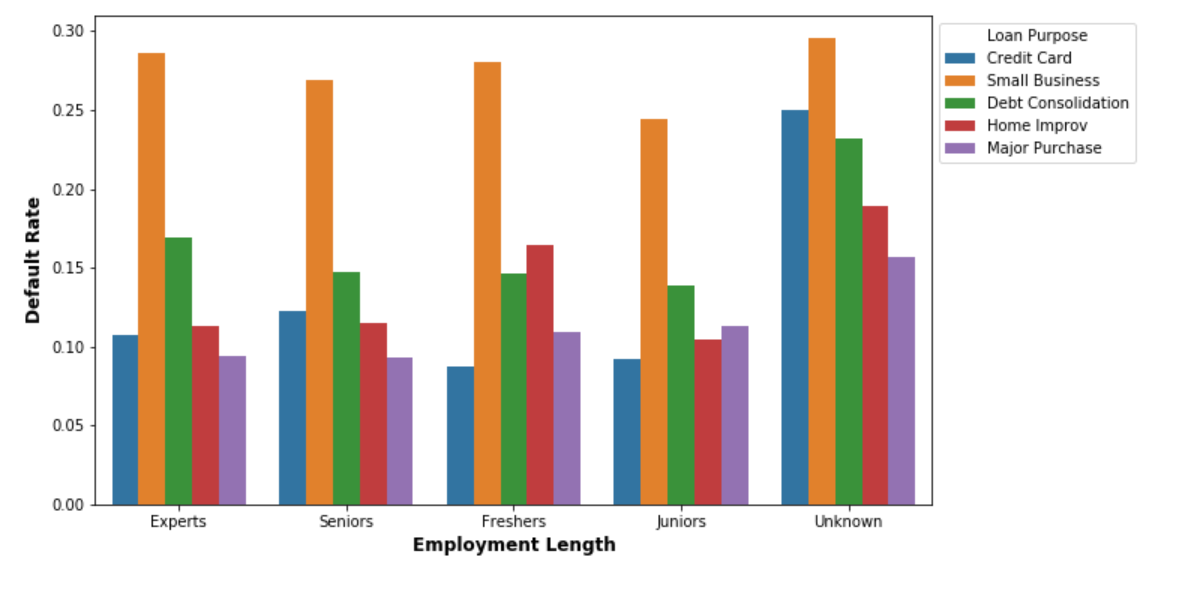 0.30
0.25
0.20
0.15
0.10
0.05
0.00
Default Rate
Experts Seniors Freshers Juniors Unknown
Employment Length
Loan Purpose
Credit Card
Small Business
Debt Consolidation
Home Improv
Major Purchase